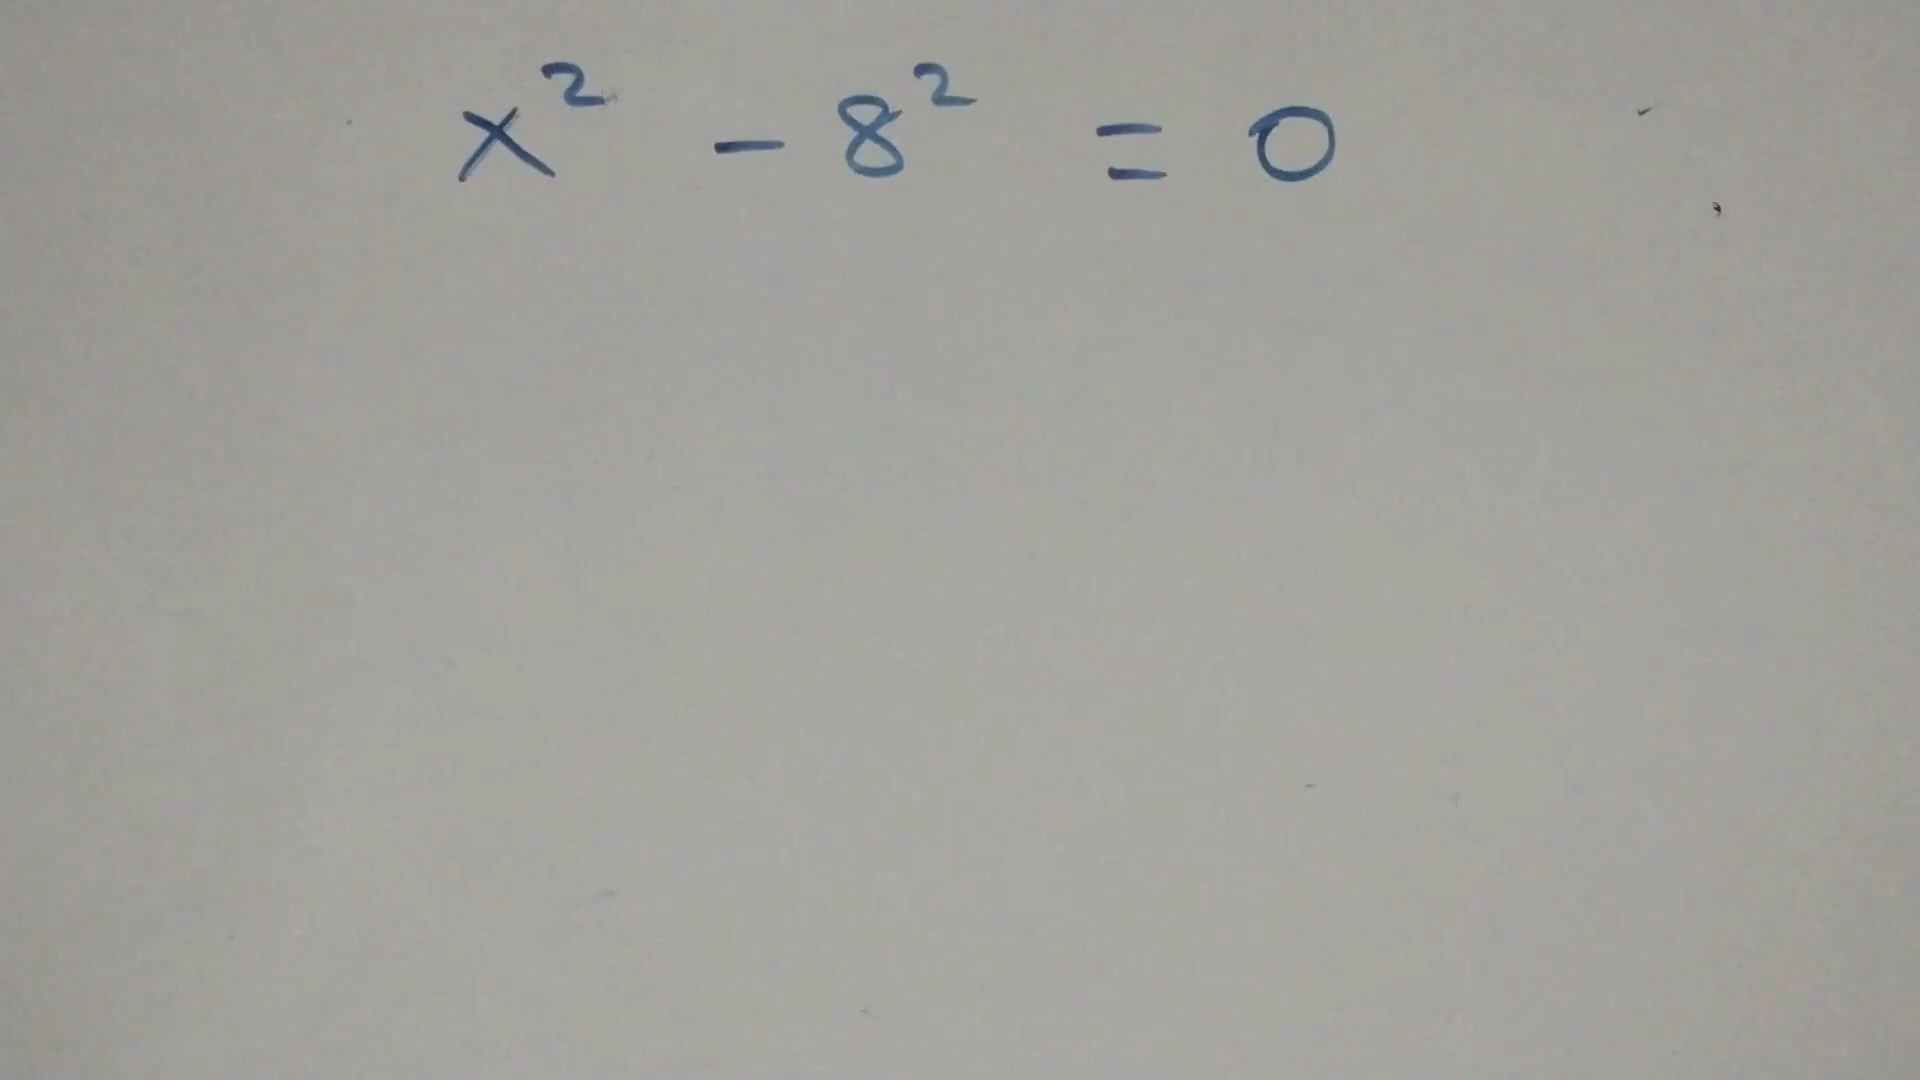 x² - 8² = 0